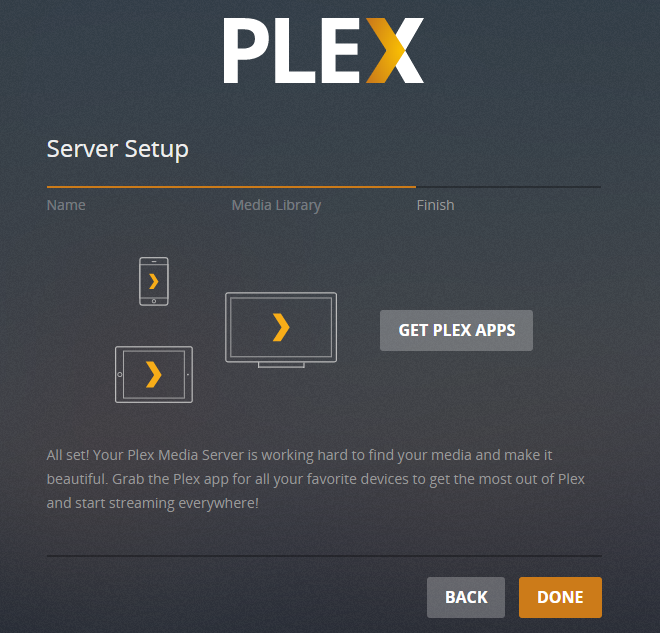 PLEX
Server Setup
Name
Media Library
Finish
GET PLEX APPS
All set! Your Plex Media Server is working hard to find your media and make it
beautiful. Grab the Plex app for all your favorite devices to get the most out of Plex
and start streaming everywhere!
BACK
DONE